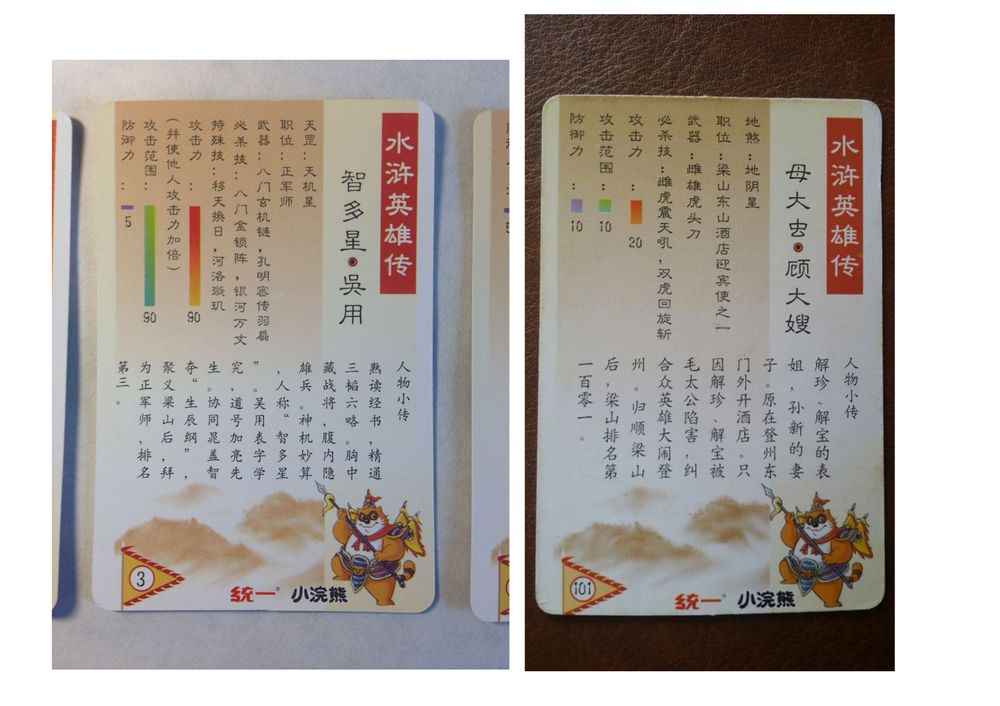 水浒英雄传
智多星·吳用
天罡：天机星
职位：正军师
武器：八门玄机链，孔明密传羽扇
必杀技：八门金锁阵，银河万丈
特殊技：移天换日，河洛璇玑
攻击力：90
（并使他人攻击力加倍）
攻击范围：90
防御力：5
人物小传
熟读经书，精通
三韬六略。胸中
藏战将，腹内隐
雄兵。神机妙算
，人称“智多星
”。吴用表字学
究，道号加亮先
生。协同晁盖智
夺“生辰纲”，
聚义梁山后，拜
为正军师，排名
第三。
3
统一 小浣熊
水浒英雄传
母大虫·顾大嫂
地煞：地阴星
职位：梁山东山酒店迎宾使之一
武器：雌雄虎头刀
必杀技：雌虎震天吼，双虎回旋斩
攻击力：20
攻击范围：10
防御力：10
人物小传
解珍、解宝的表
姐，孙新的妻
子。原在登州东
门外开酒店。只
因解珍、解宝被
毛太公陷害，纠
合众英雄大闹登
州。归顺梁山
后，梁山排名第
一百零一。
101
统一 小浣熊